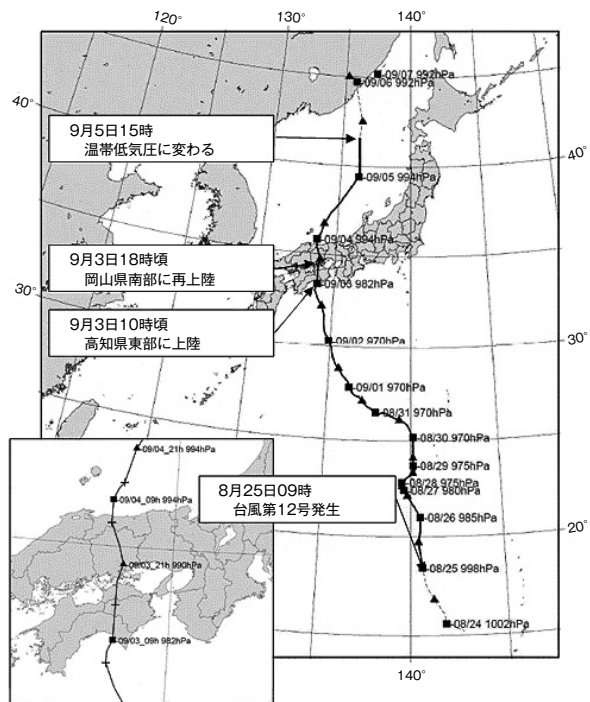 120° 130° 140°
09/07 992hPa
09/06 992hPa
40°
9月5日15時
温帯低気圧に変わる
40°
09/05 994hPa
09/04 994hPa
9月3日18時頃
岡山県南部に再上陸
09/03 982hPa
30°
9月3日10時頃
高知県東部に上陸
09/02 970hPa
30°
09/01 970hPa
08/31 970hPa
08/30 970hPa
09/04_21h 994hPa
08/29 975hPa
8月25日09時
台風第12号発生
08/28 975hPa
08/27 980hPa
09/04_09h 994hPa
08/26 985hPa
20°
09/03_21h 990hPa
08/25 998hPa
08/24 1002hPa
09/03_09h 982hPa
140°